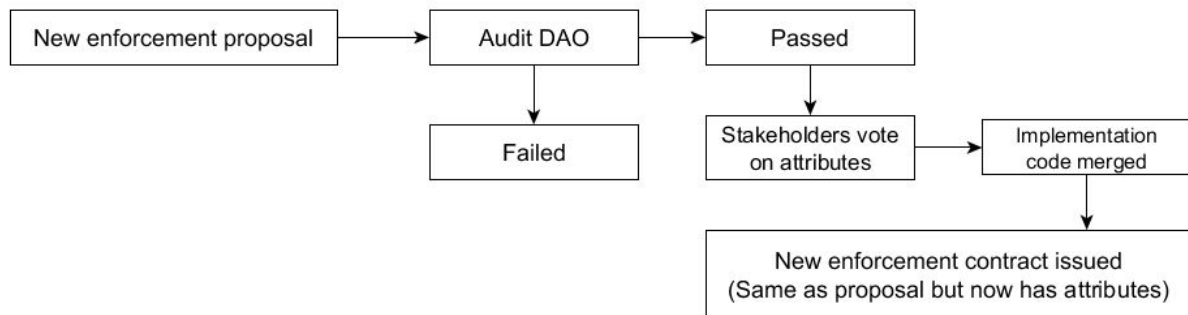 New enforcement proposal
Audit DAO
Passed
Failed
Stakeholders vote
on attributes
Implementation
code merged
New enforcement contract issued
(Same as proposal but now has attributes)